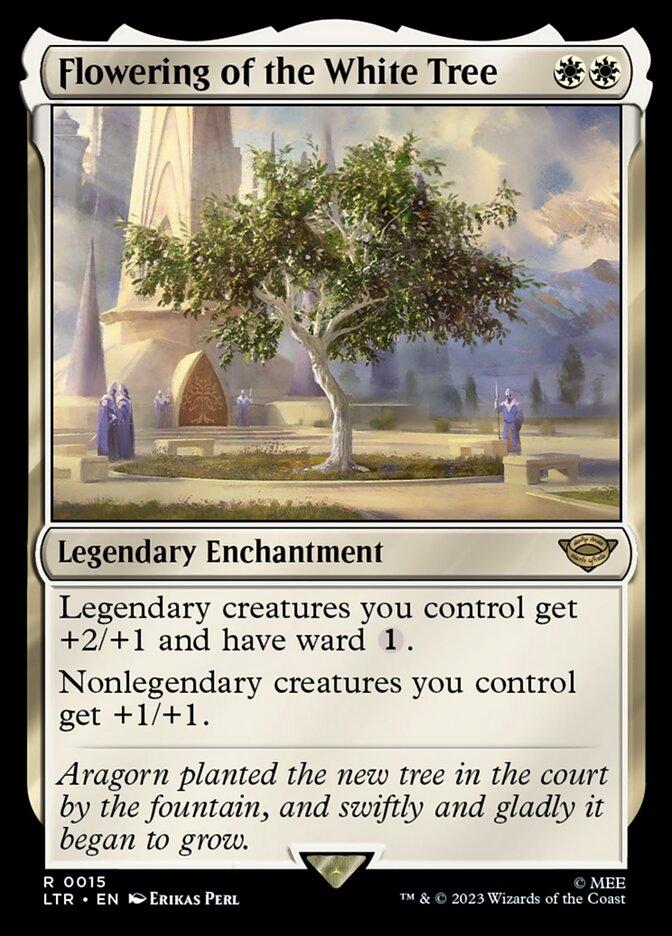 Flowering of the White Tree
Legendary Enchantment
Legendary creatures you control get
+2/+1 and have ward 1.
Nonlegendary creatures you control
get +1/+1.
Aragorn planted the new tree in the court
by the fountain, and swiftly and gladly it
began to grow.
R 0015
LTR • EN Erikas Perl
© MEE
™ & © 2023 Wizards of the Coast